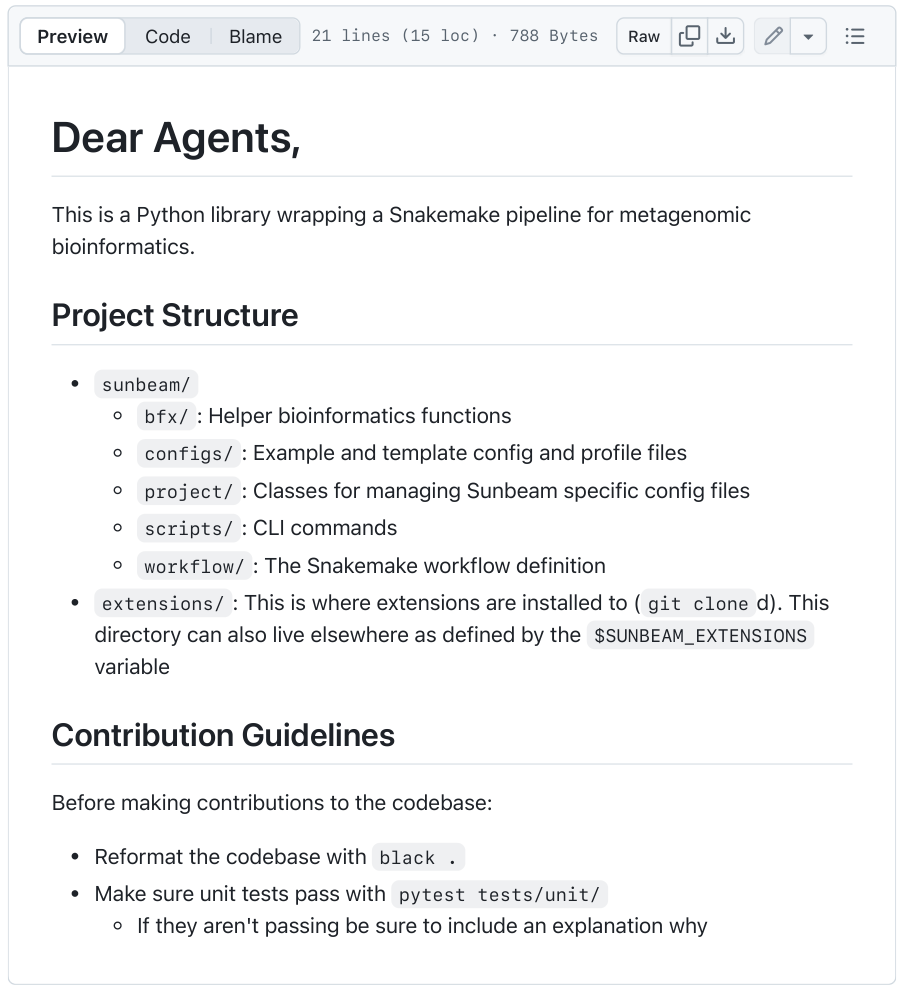 Preview Code Blame 21 lines (15 loc) · 788 Bytes Raw
Dear Agents,
This is a Python library wrapping a Snakemake pipeline for metagenomic
bioinformatics.
Project Structure
• sunbeam/
◦ bfx/ : Helper bioinformatics functions
◦ configs/ : Example and template config and profile files
◦ project/ : Classes for managing Sunbeam specific config files
◦ scripts/ : CLI commands
◦ workflow/ : The Snakemake workflow definition
• extensions/ : This is where extensions are installed to ( git clone d). This
directory can also live elsewhere as defined by the $SUNBEAM_EXTENSIONS
variable
Contribution Guidelines
Before making contributions to the codebase:
• Reformat the codebase with black .
• Make sure unit tests pass with pytest tests/unit/
◦ If they aren't passing be sure to include an explanation why